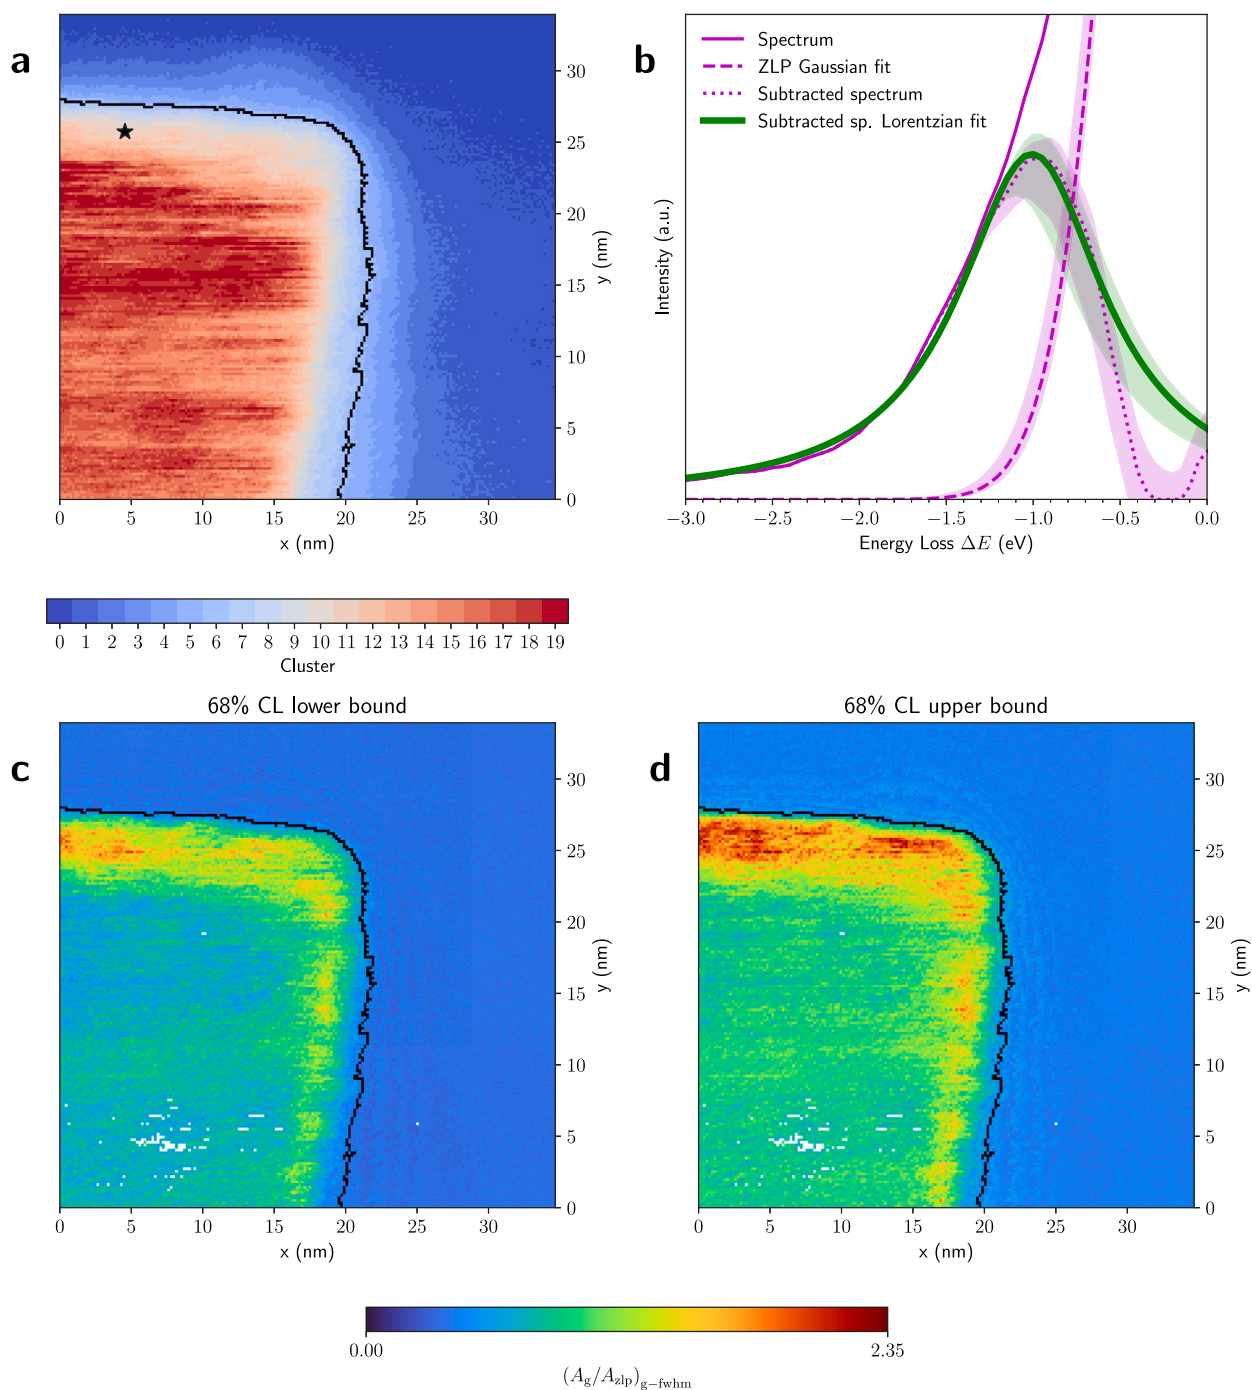 a
0 5 10 15 20 25 30
x (nm)
0 5 10 15 20 25 30
y (nm)
0 1 2 3 4 5 6 7 8 9 10 11 12 13 14 15 16 17 18 19
Cluster
b
Spectrum
ZLP Gaussian fit
Subtracted spectrum
Subtracted sp. Lorentzian fit
Intensity (a.u.)
−3.0 −2.5 −2.0 −1.5 −1.0 −0.5 0.0
Energy Loss ΔE (eV)
68% CL lower bound
c
0 5 10 15 20 25 30
x (nm)
0 5 10 15 20 25 30
y (nm)
68% CL upper bound
d
0 5 10 15 20 25 30
x (nm)
0 5 10 15 20 25 30
y (nm)
0.00 2.35
(A_g/A_zlp)_g−fwhm